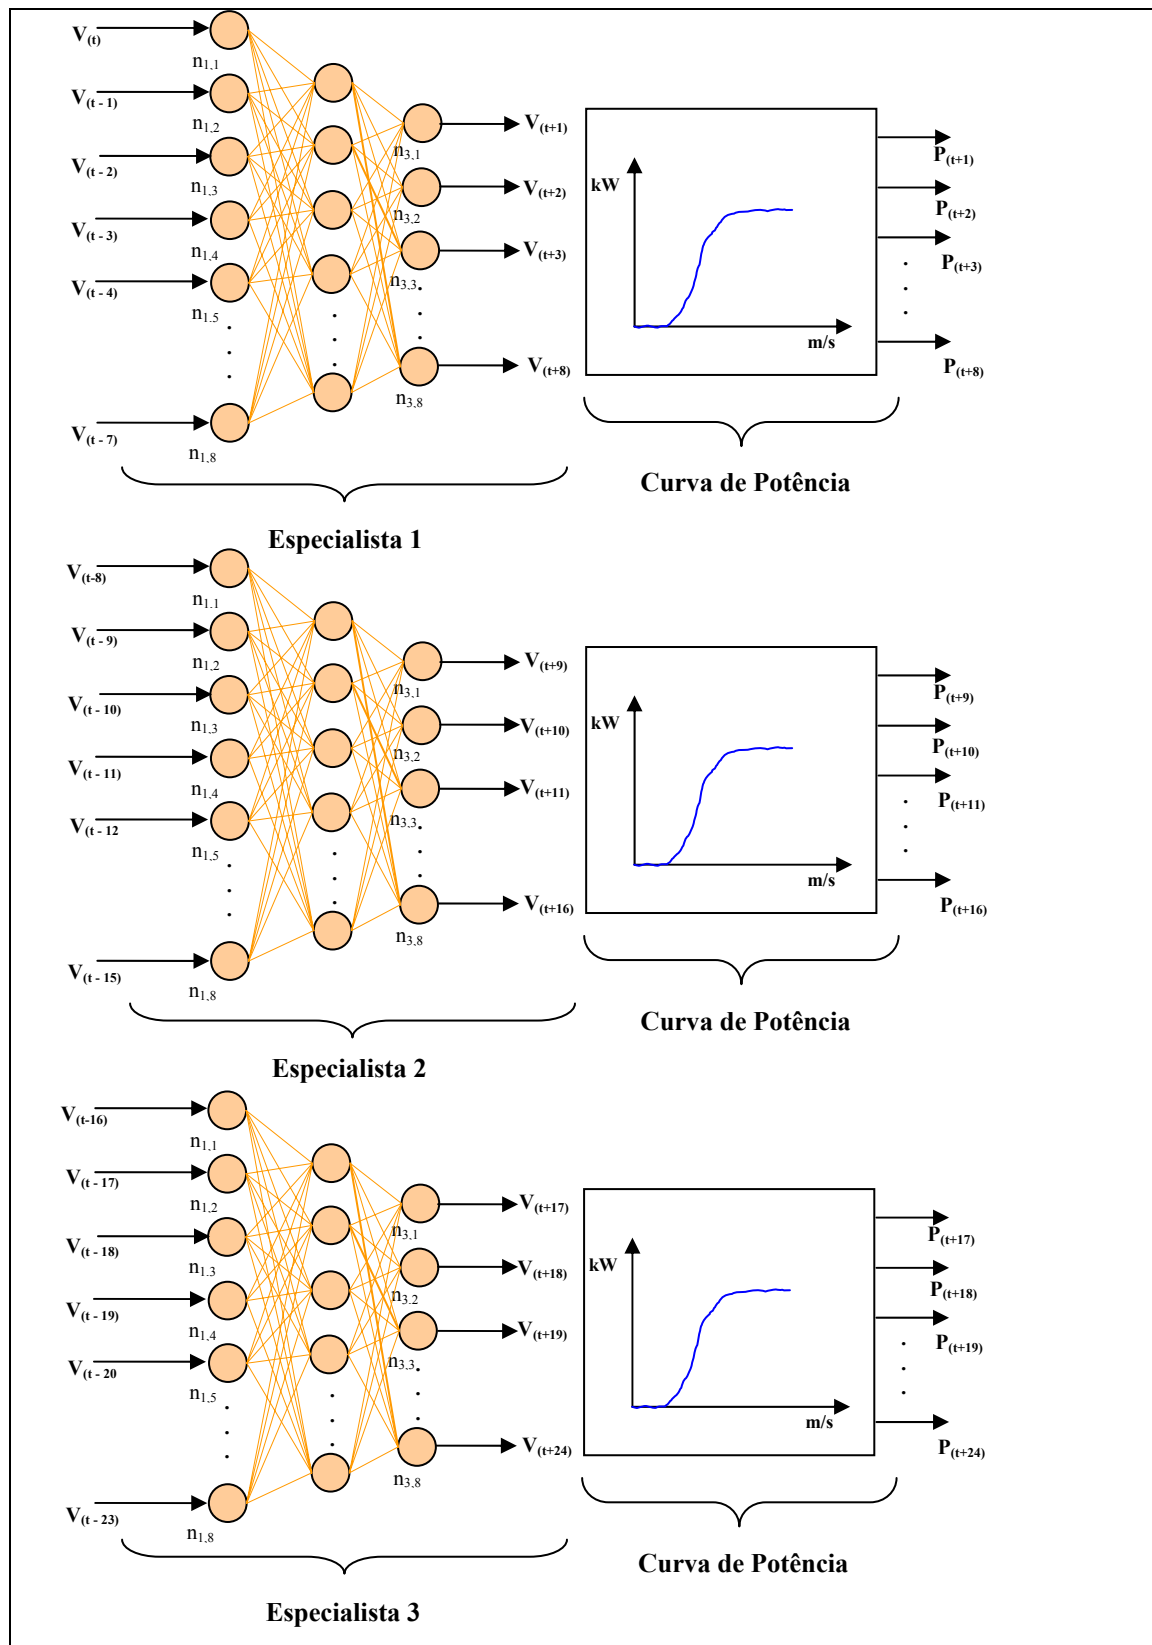 V(t)
n1,1
V(t - 1)
n1,2
V(t - 2)
n1,3
V(t - 3)
n1,4
V(t - 4)
n1.5
V(t - 7)
n1,8
n3,1
n3,2
n3,3
n3,8
V(t+1)
V(t+2)
V(t+3)
V(t+8)
kW
m/s
P(t+1)
P(t+2)
P(t+3)
P(t+8)
Curva de Potência
Especialista 1
V(t-8)
n1,1
V(t - 9)
n1,2
V(t - 10)
n1,3
V(t - 11)
n1,4
V(t - 12
n1,5
V(t - 15)
n1,8
n3,1
n3,2
n3,3
n3,8
V(t+9)
V(t+10)
V(t+11)
V(t+16)
kW
m/s
P(t+9)
P(t+10)
P(t+11)
P(t+16)
Curva de Potência
Especialista 2
V(t-16)
n1,1
V(t - 17)
n1,2
V(t - 18)
n1.3
V(t - 19)
n1,4
V(t - 20
n1,5
V(t - 23)
n1,8
n3,1
n3.2
n3,3
n3,8
V(t+17)
V(t+18)
V(t+19)
V(t+24)
kW
m/s
P(t+17)
P(t+18)
P(t+19)
P(t+24)
Curva de Potência
Especialista 3